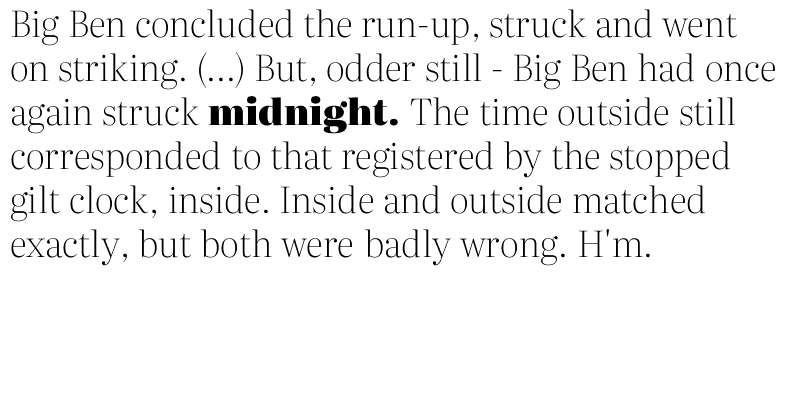 Big Ben concluded the run-up, struck and went
on striking. (...) But, odder still - Big Ben had once
again struck midnight. The time outside still
corresponded to that registered by the stopped
gilt clock, inside. Inside and outside matched
exactly, but both were badly wrong. H'm.